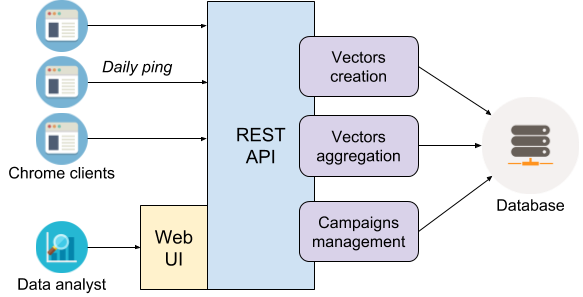 Daily ping
Chrome clients
Data analyst
Web
UI
REST
API
Vectors
creation
Vectors
aggregation
Campaigns
management
Database